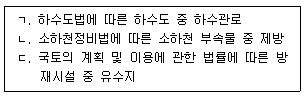 ㄱ. 하수도법에 따른 하수도 중 하수관로
ㄴ. 소하천정비법에 따른 소하천 부속물 중 제방
ㄷ. 국토의 계획 및 이용에 관한 법률에 따른 방
재시설 중 유수지